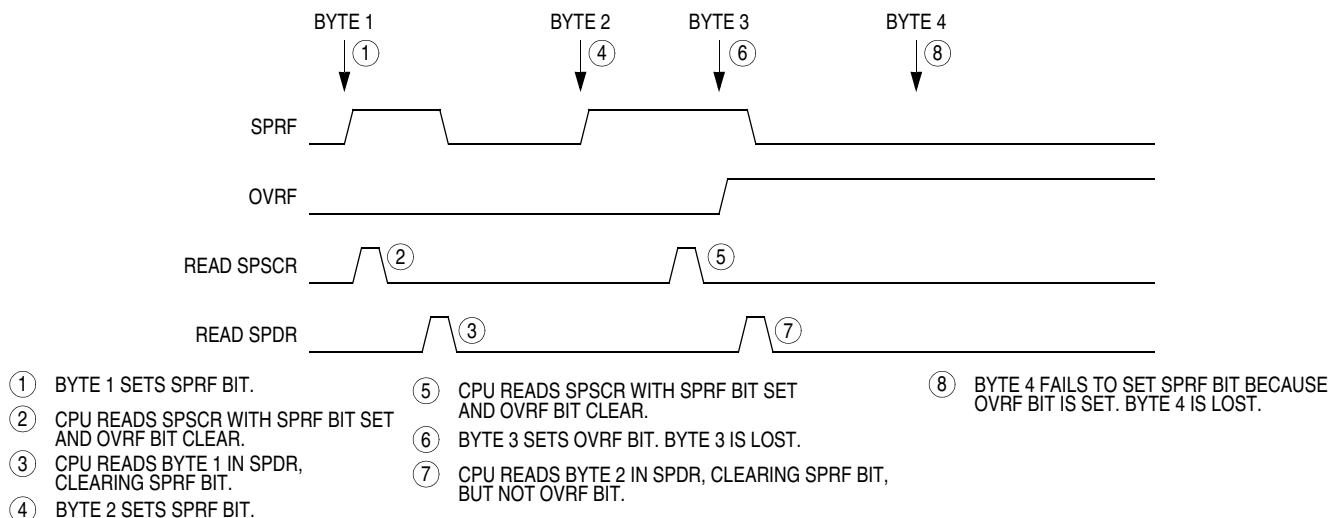 BYTE 1 BYTE 2 BYTE 3 BYTE 4
1 4 6 8
SPRF
OVRF
READ SPSCR 2 5
READ SPDR 3 7
1 BYTE 1 SETS SPRF BIT.
2 CPU READS SPSCR WITH SPRF BIT SET
AND OVRF BIT CLEAR.
3 CPU READS BYTE 1 IN SPDR,
CLEARING SPRF BIT.
4 BYTE 2 SETS SPRF BIT.
5 CPU READS SPSCR WITH SPRF BIT SET
AND OVRF BIT CLEAR.
6 BYTE 3 SETS OVRF BIT. BYTE 3 IS LOST.
7 CPU READS BYTE 2 IN SPDR, CLEARING SPRF BIT,
BUT NOT OVRF BIT.
8 BYTE 4 FAILS TO SET SPRF BIT BECAUSE
OVRF BIT IS SET. BYTE 4 IS LOST.